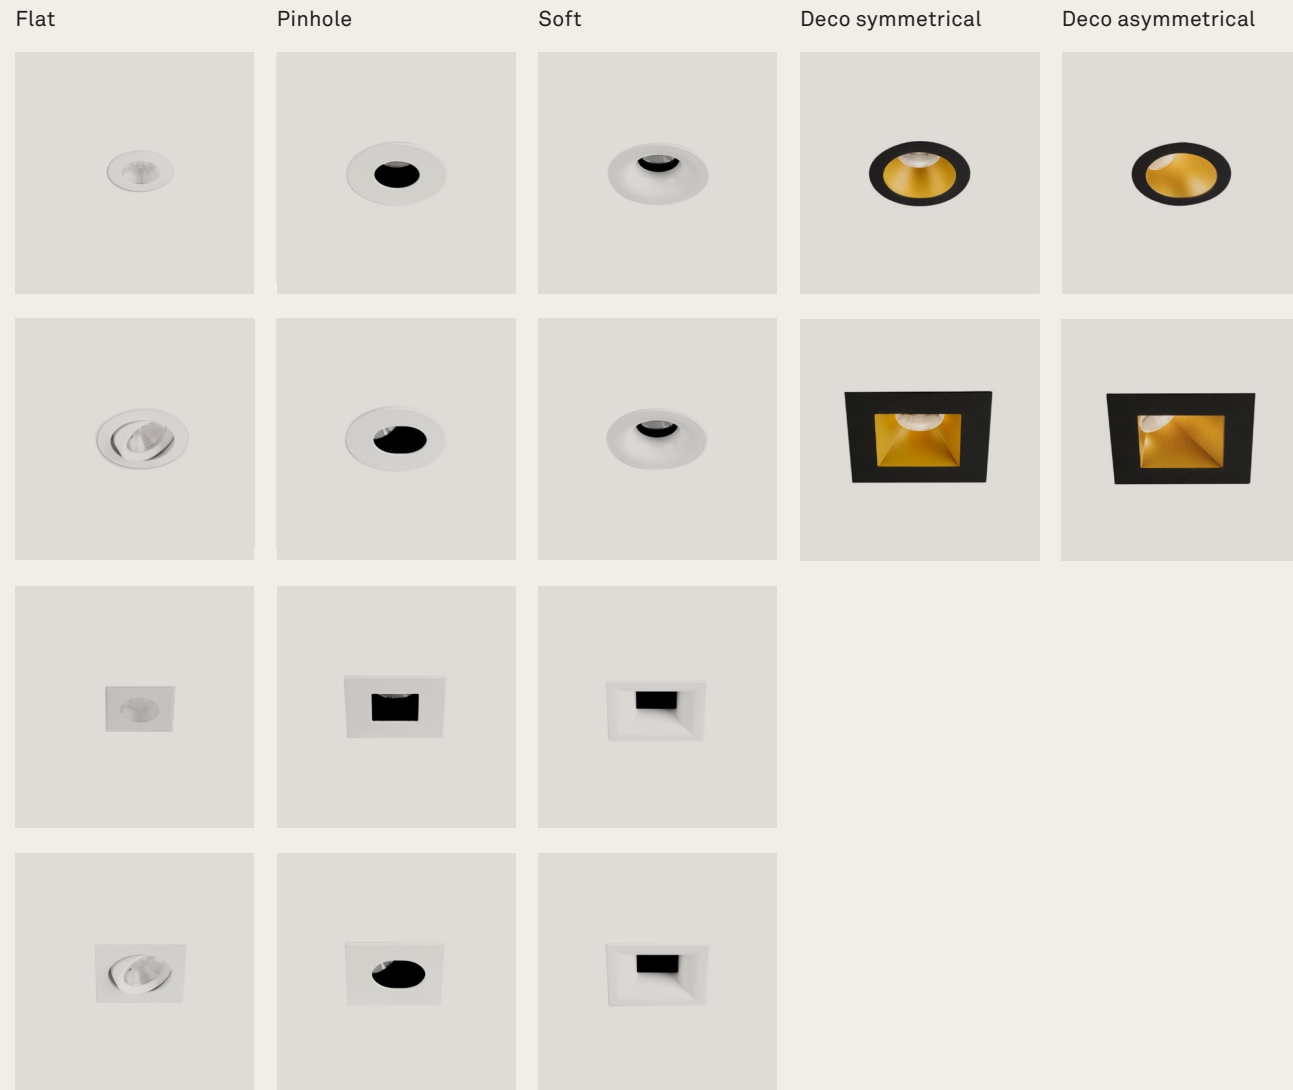 Flat
Pinhole
Soft
Deco symmetrical
Deco asymmetrical